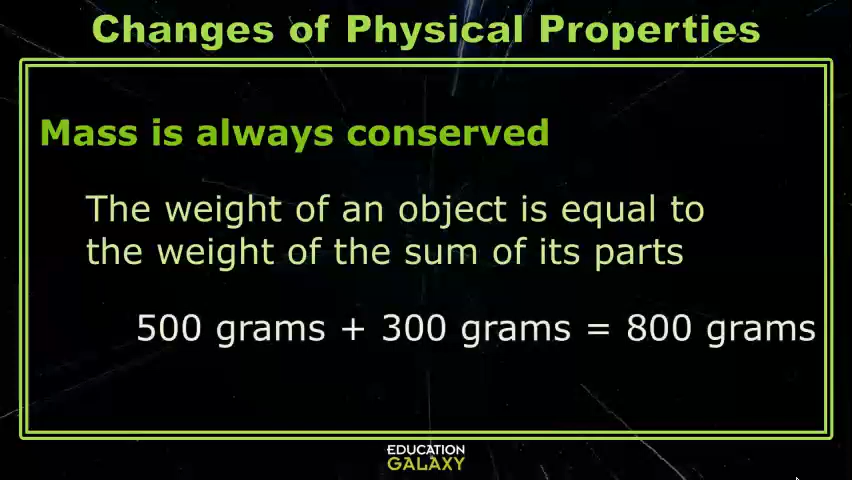 Changes of Physical Properties
Mass is always conserved
The weight of an object is equal to
the weight of the sum of its parts
500 grams + 300 grams = 800 grams
EDUCATION
GALAXY